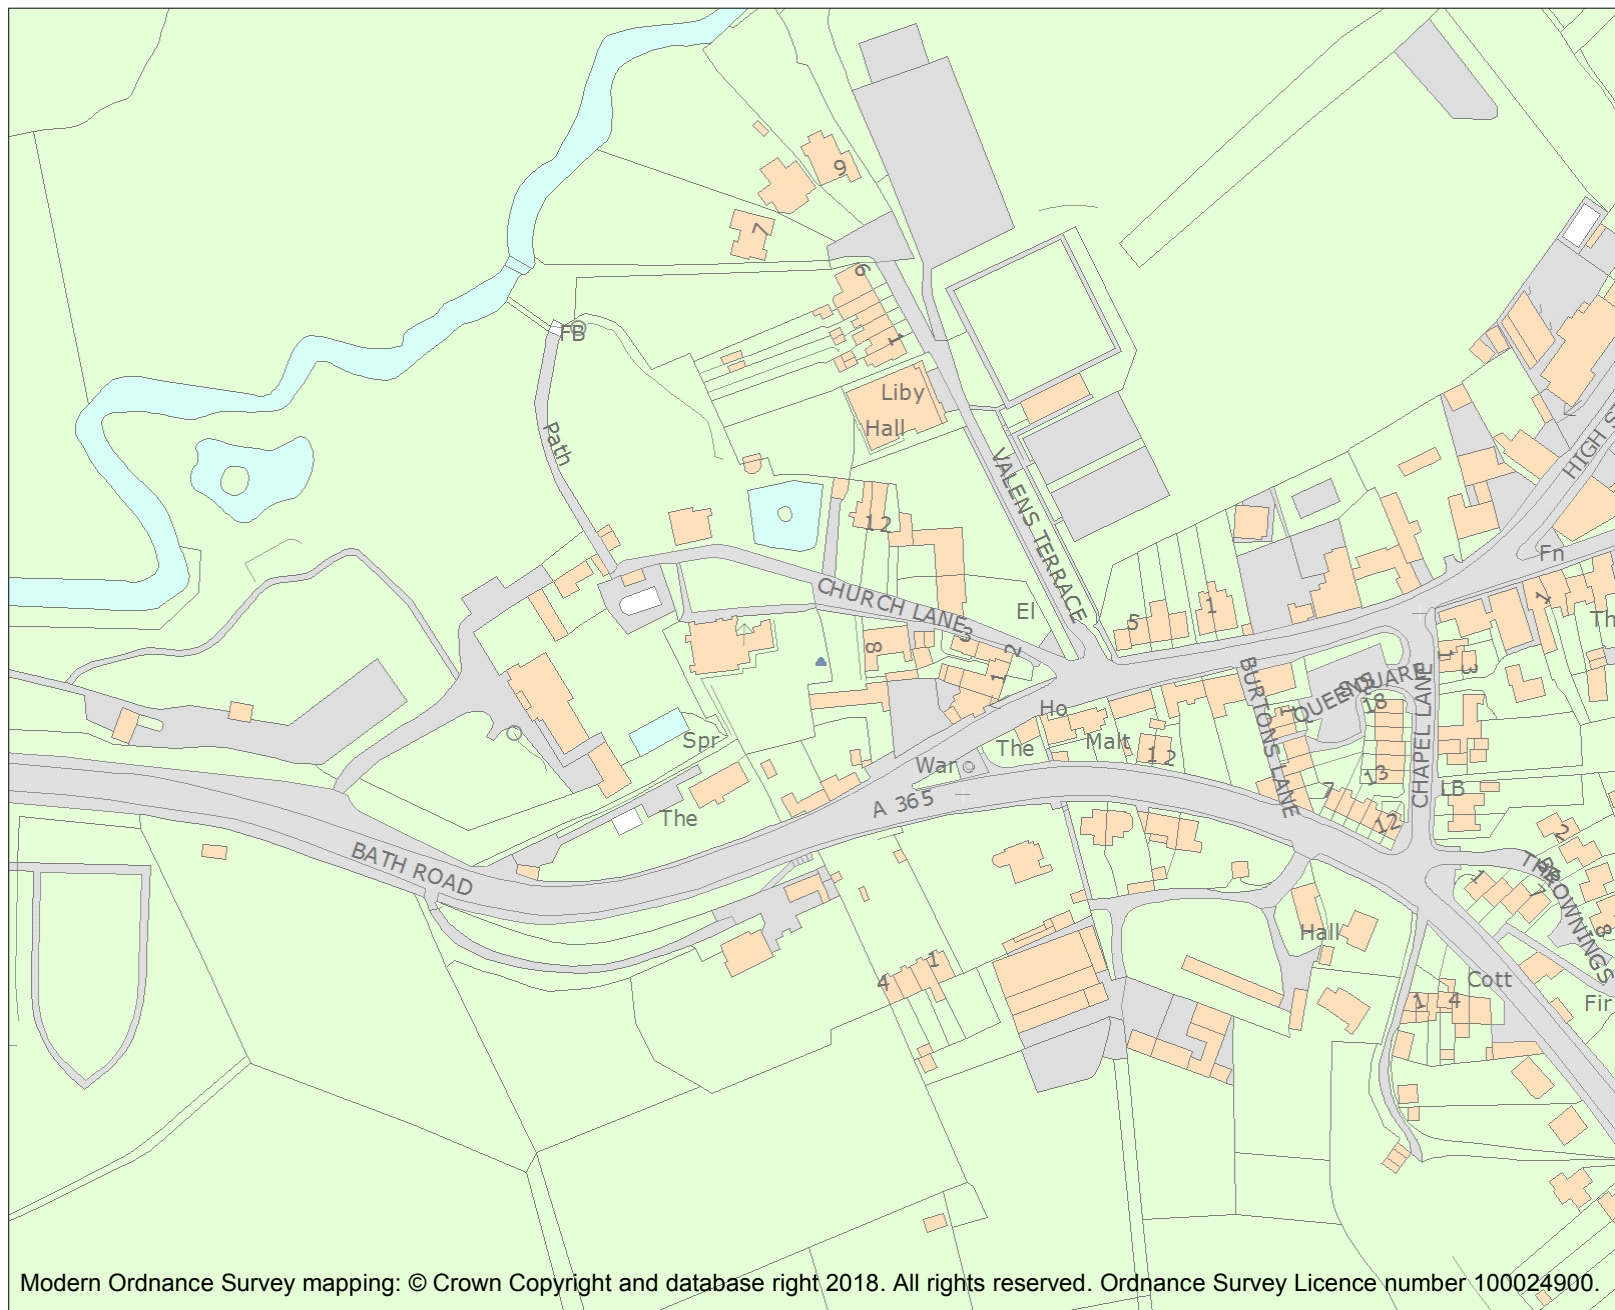 9
7
6
1
FB
Liby
Hall
Path
VALENS TERRACE
HIGH S
1 2
Fn
CHURCH LANE
El
5
1
1
Th
8
3
2
1
1
3
BURTONS LANE
QUEEN
SQUARE
18
CHAPEL LANE
Ho
Spr
The
Malt
1 2
War
13
7
LB
A 365
The
12
2
BATH ROAD
THE
BROWNINGS
1
7
8
Hall
1
4
Cott
1
4
Fir
Modern Ordnance Survey mapping: © Crown Copyright and database right 2018. All rights reserved. Ordnance Survey Licence number 100024900.